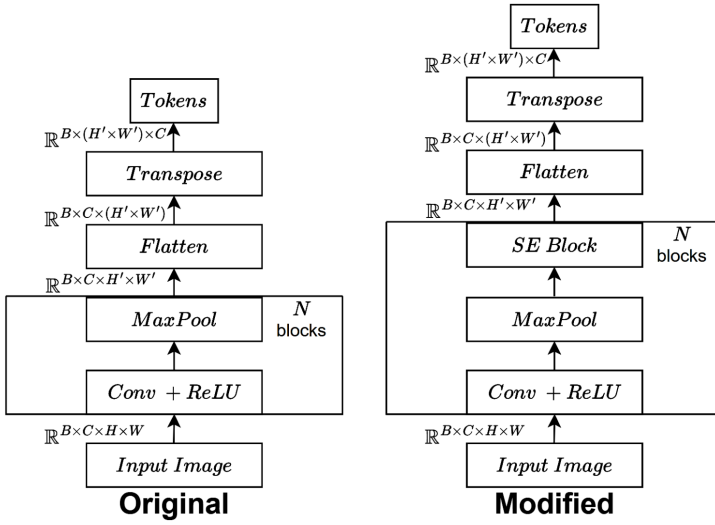 Tokens
ℝ^{B×(H′×W′)×C}
Transpose
ℝ^{B×C×(H′×W′)}
Flatten
ℝ^{B×C×H′×W′}
MaxPool
N
blocks
Conv + ReLU
ℝ^{B×C×H×W}
Input Image
Original
Tokens
ℝ^{B×(H′×W′)×C}
Transpose
ℝ^{B×C×(H′×W′)}
Flatten
ℝ^{B×C×H′×W′}
SE Block
N
blocks
MaxPool
Conv + ReLU
ℝ^{B×C×H×W}
Input Image
Modified